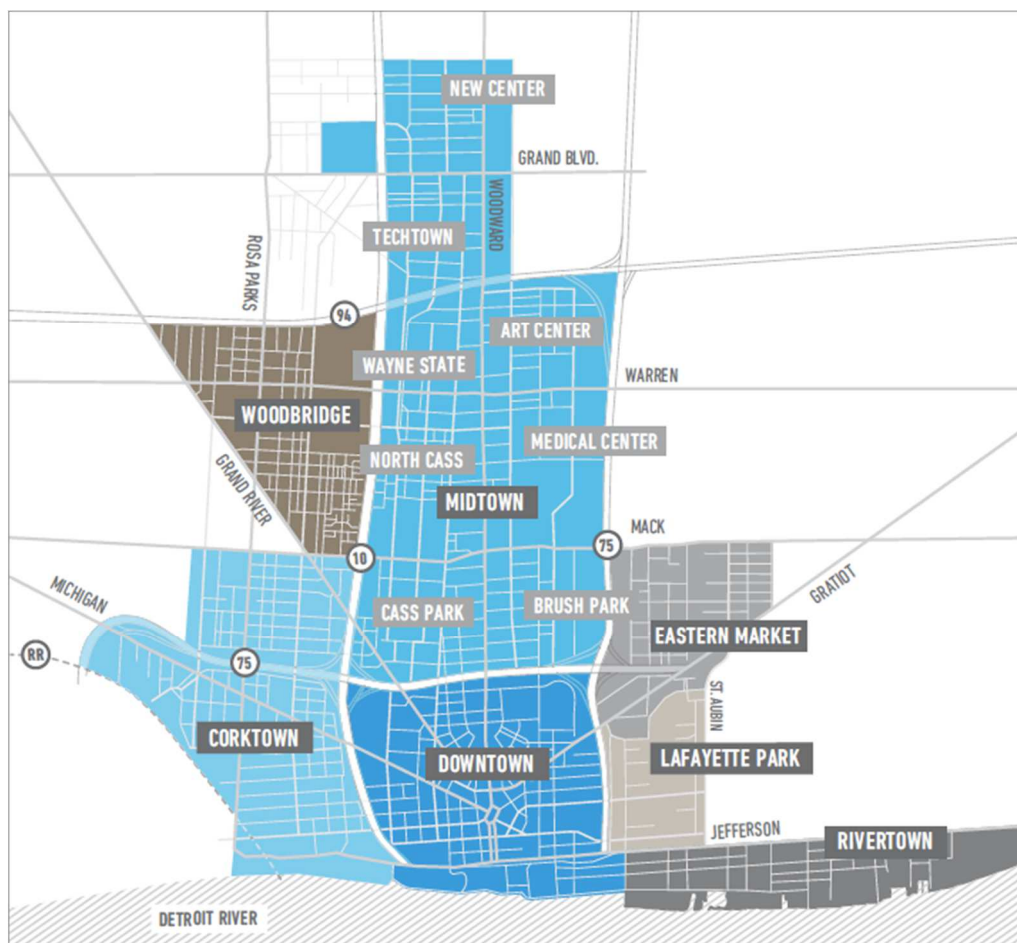 NEW CENTER
GRAND BLVD.
WOODWARD
TECHTOWN
ROSA PARKS
94
ART CENTER
WAYNE STATE
WARREN
WOODBRIDGE
MEDICAL CENTER
NORTH CASS
GRAND RIVER
MIDTOWN
MACK
75
10
MICHIGAN
GRATIOT
CASS PARK
BRUSH PARK
EASTERN MARKET
RR
75
ST. AUBIN
CORKTOWN
DOWNTOWN
LAFAYETTE PARK
JEFFERSON
RIVERTOWN
DETROIT RIVER